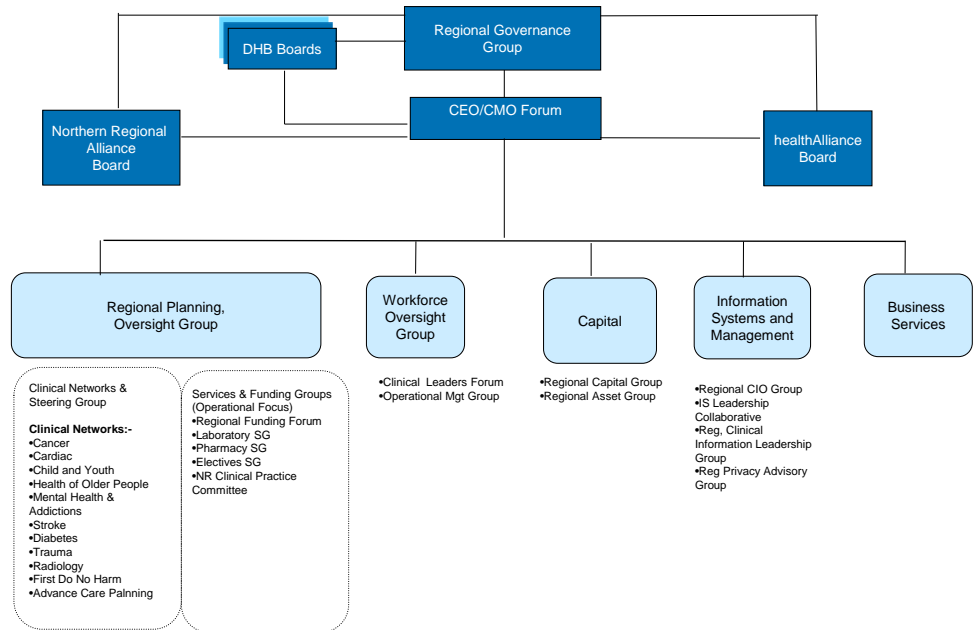 Regional Governance
Group
DHB Boards
CEO/CMO Forum
Northern Regional
Alliance
Board
healthAlliance
Board
Regional Planning,
Oversight Group
Workforce
Oversight
Group
Capital
Information
Systems and
Management
Business
Services
Clinical Networks &
Steering Group
Clinical Networks:-
•Cancer
•Cardiac
•Child and Youth
•Health of Older People
•Mental Health &
Addictions
•Stroke
•Diabetes
•Trauma
•Radiology
•First Do No Harm
•Advance Care Palnning
Services & Funding Groups
(Operational Focus)
•Regional Funding Forum
•Laboratory SG
•Pharmacy SG
•Electives SG
•NR Clinical Practice
Committee
•Clinical Leaders Forum
•Operational Mgt Group
•Regional Capital Group
•Regional Asset Group
•Regional CIO Group
•IS Leadership
Collaborative
•Reg, Clinical
Information Leadership
Group
•Reg Privacy Advisory
Group